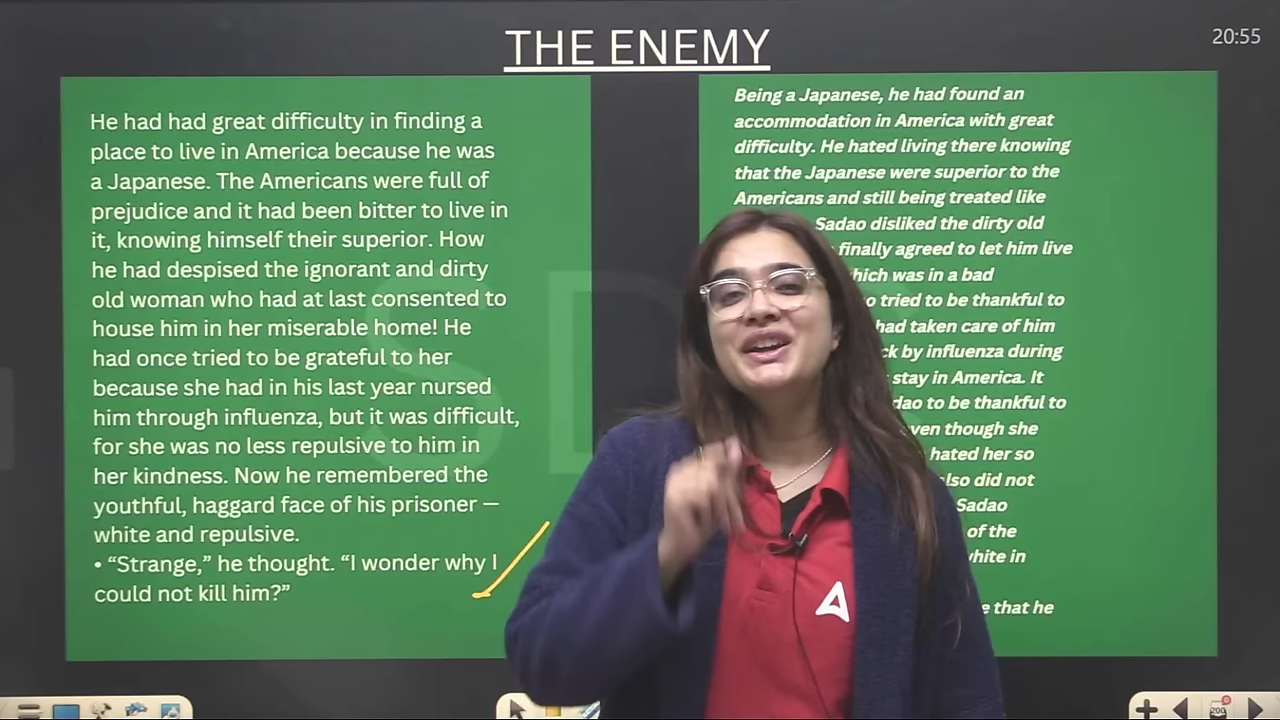 THE ENEMY
20:55
He had had great difficulty in finding a
place to live in America because he was
a Japanese. The Americans were full of
prejudice and it had been bitter to live in
it, knowing himself their superior. How
he had despised the ignorant and dirty
old woman who had at last consented to
house him in her miserable home! He
had once tried to be grateful to her
because she had in his last year nursed
him through influenza, but it was difficult,
for she was no less repulsive to him in
her kindness. Now he remembered the
youthful, haggard face of his prisoner —
white and repulsive.
• “Strange,” he thought. “I wonder why I
could not kill him?”
Being a Japanese, he had found an
accommodation in America with great
difficulty. He hated living there knowing
that the Japanese were superior to the
Americans and still being treated like
Sadao disliked the dirty old
finally agreed to let him live
which was in a bad
tried to be thankful to
had taken care of him
by influenza during
stay in America. It
to be thankful to
even though she
hated her so
also did not
Sadao
of the
white in
that he